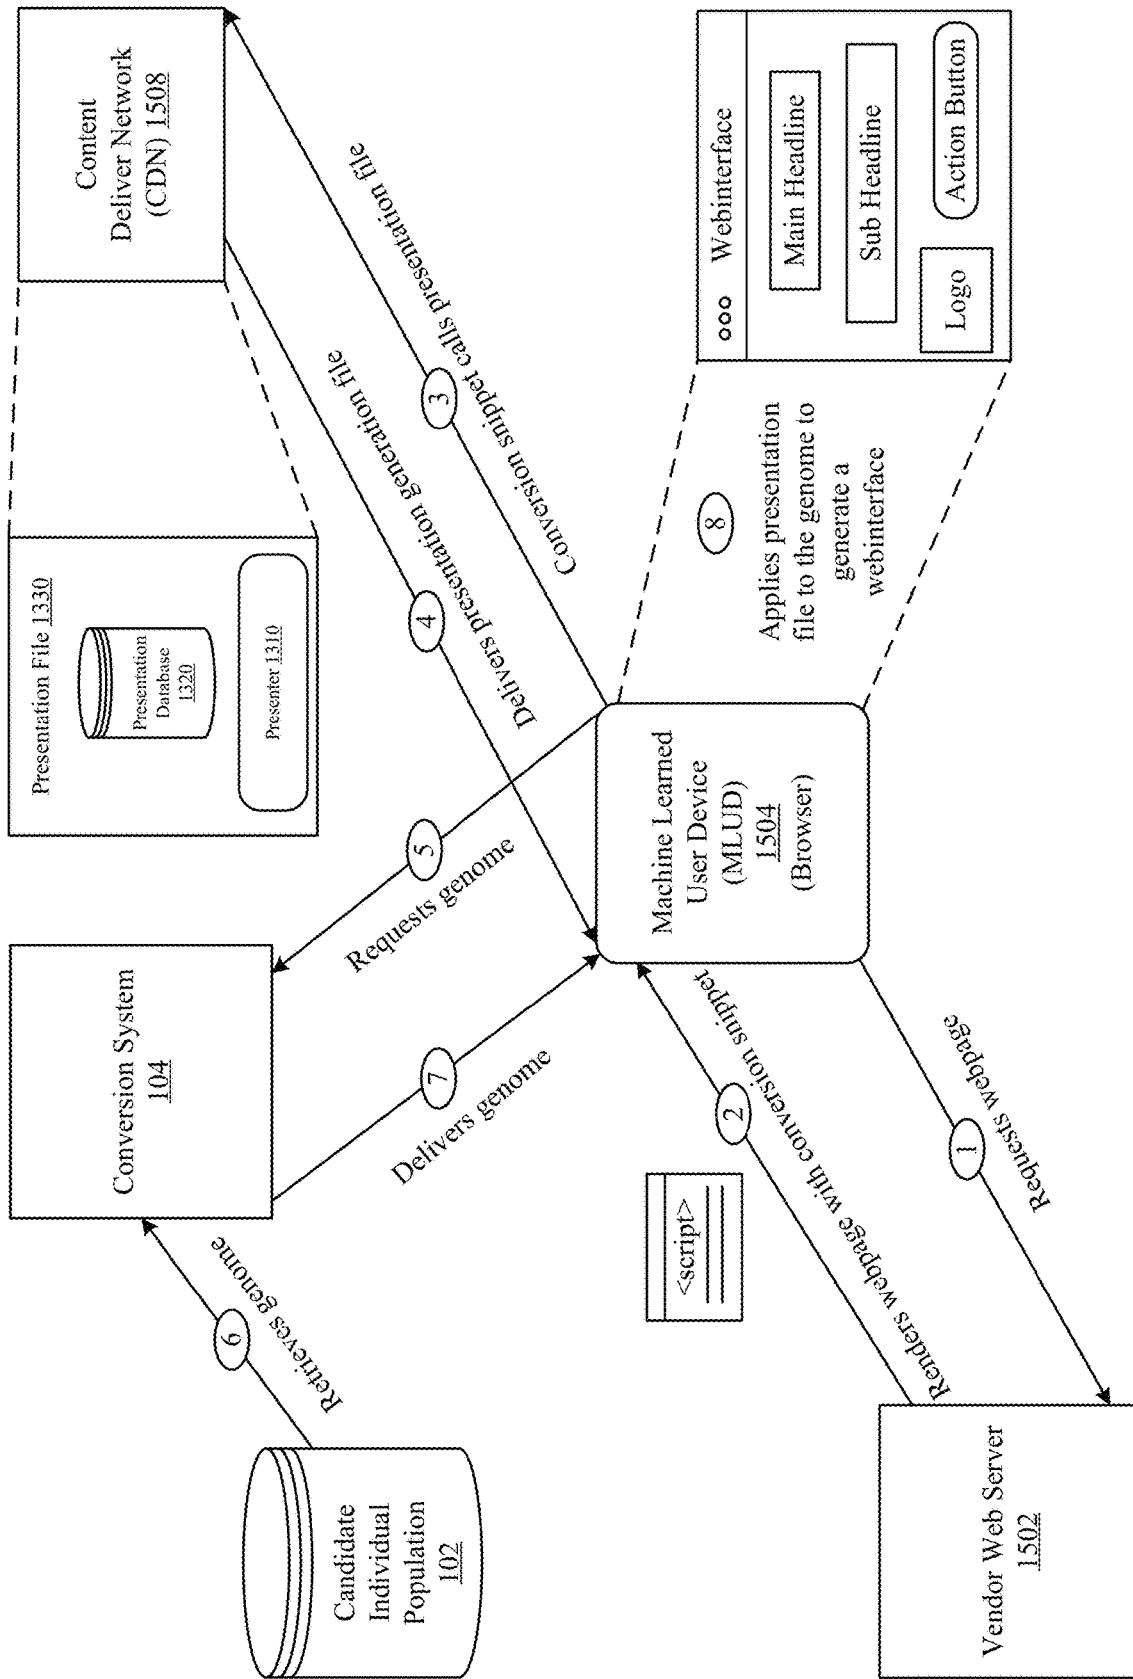 Candidate
Individual
Population
102
6
Retrieves genome
Conversion System
104
Presentation File 1330
Presentation
Database
1320
Presenter 1310
Content
Deliver Network
(CDN) 1508
7
Delivers genome
5
Requests genome
4
Delivers presentation generation file
3
Conversion snippet calls presentation file
Machine Learned
User Device
(MLUD)
1504
(Browser)
<script>
2
Renders webpage with conversion snippet
1
Requests webpage
Vendor Web Server
1502
8
Applies presentation
file to the genome to
generate a
webinterface
Webinterface
Main Headline
Sub Headline
Logo
Action Button